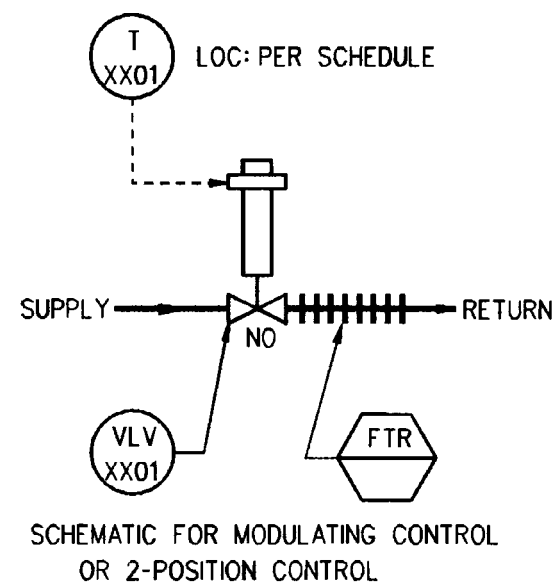 T
XX01
LOC: PER SCHEDULE
SUPPLY
NO
RETURN
VLV
XX01
FTR
SCHEMATIC FOR MODULATING CONTROL
OR 2-POSITION CONTROL